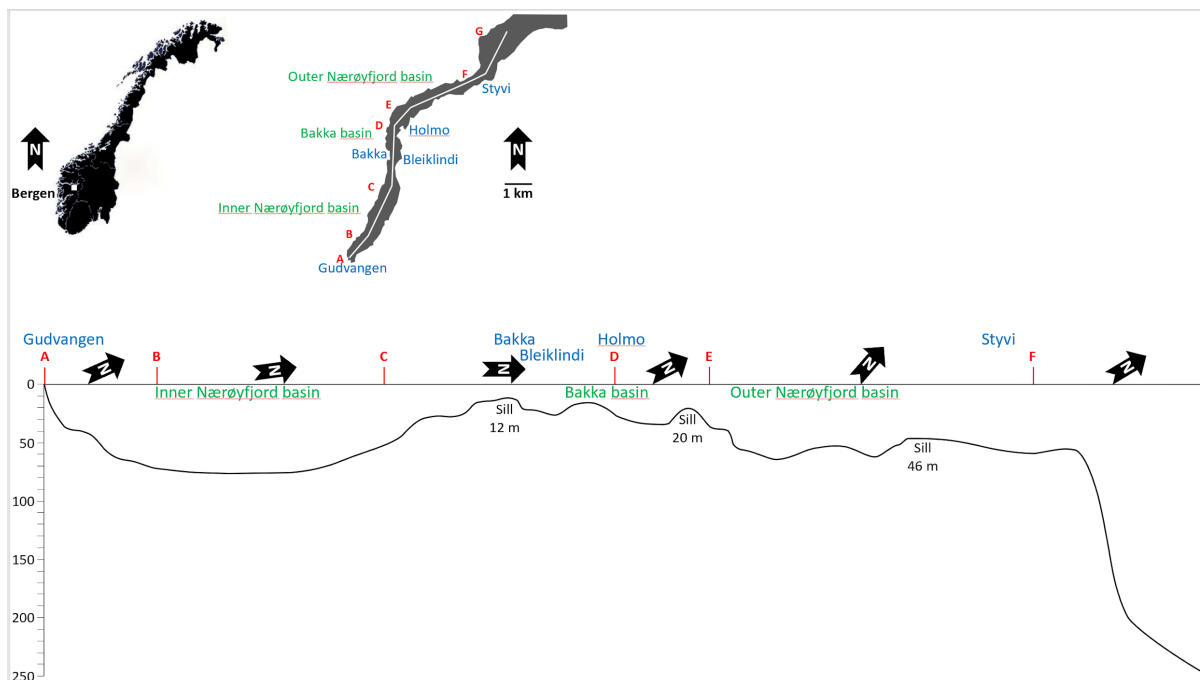 G
Outer Nærøyfjord basin
F
Styvi
E
D
Holmo
Bakka basin
N
N
Bakka
Bleiklindi
Bergen
C
1 km
Inner Nærøyfjord basin
B
A
Gudvangen
Gudvangen
Bakka
Holmo
Styvi
Bleiklindi
A
B
C
D
E
F
N
N
N
N
N
N
0
Inner Nærøyfjord basin
Bakka basin
Outer Nærøyfjord basin
Sill
12 m
Sill
20 m
Sill
46 m
50
100
150
200
250